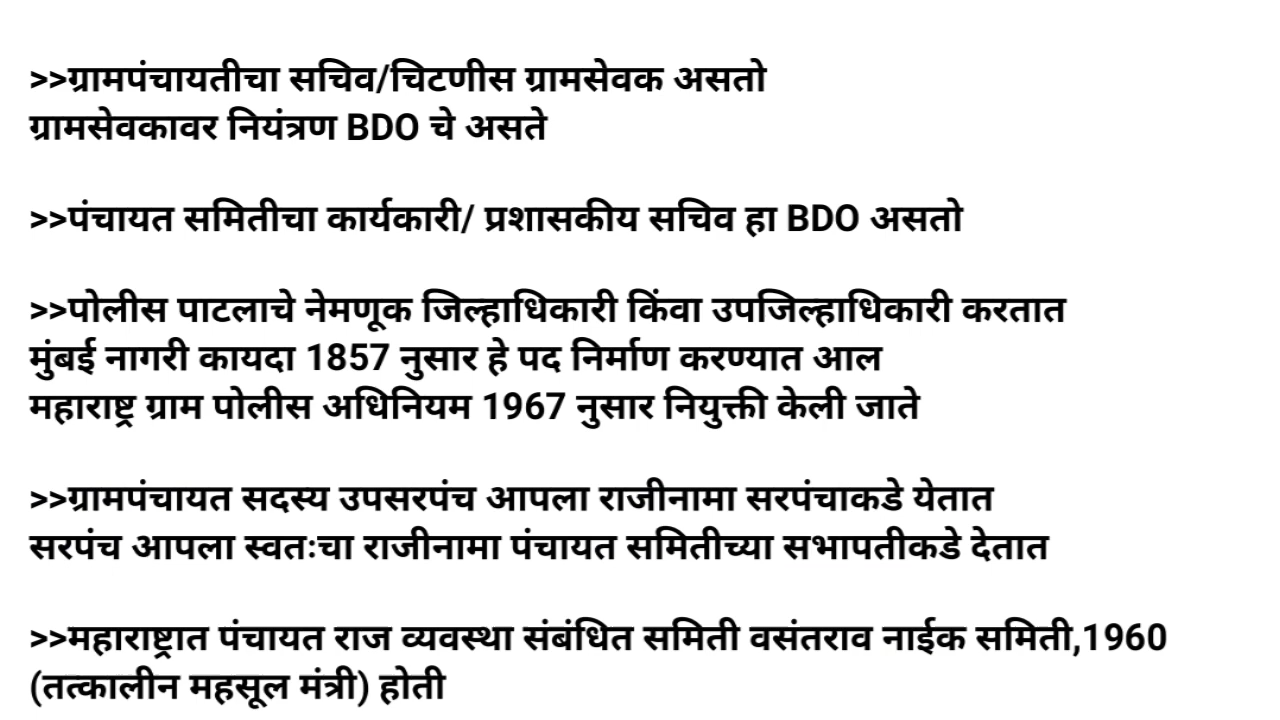 >>ग्रामपंचायतीचा सचिव/चिटणीस ग्रामसेवक असतो
ग्रामसेवकावर नियंत्रण BDO चे असते
>>पंचायत समितीचा कार्यकारी/ प्रशासकीय सचिव हा BDO असतो
>>पोलीस पाटलाचे नेमणूक जिल्हाधिकारी किंवा उपजिल्हाधिकारी करतात
मुंबई नागरी कायदा 1857 नुसार हे पद निर्माण करण्यात आल
महाराष्ट्र ग्राम पोलीस अधिनियम 1967 नुसार नियुक्ती केली जाते
>>ग्रामपंचायत सदस्य उपसरपंच आपला राजीनामा सरपंचाकडे येतात
सरपंच आपला स्वतःचा राजीनामा पंचायत समितीच्या सभापतीकडे देतात
>>महाराष्ट्रात पंचायत राज व्यवस्था संबंधित समिती वसंतराव नाईक समिती,1960
(तत्कालीन महसूल मंत्री) होती